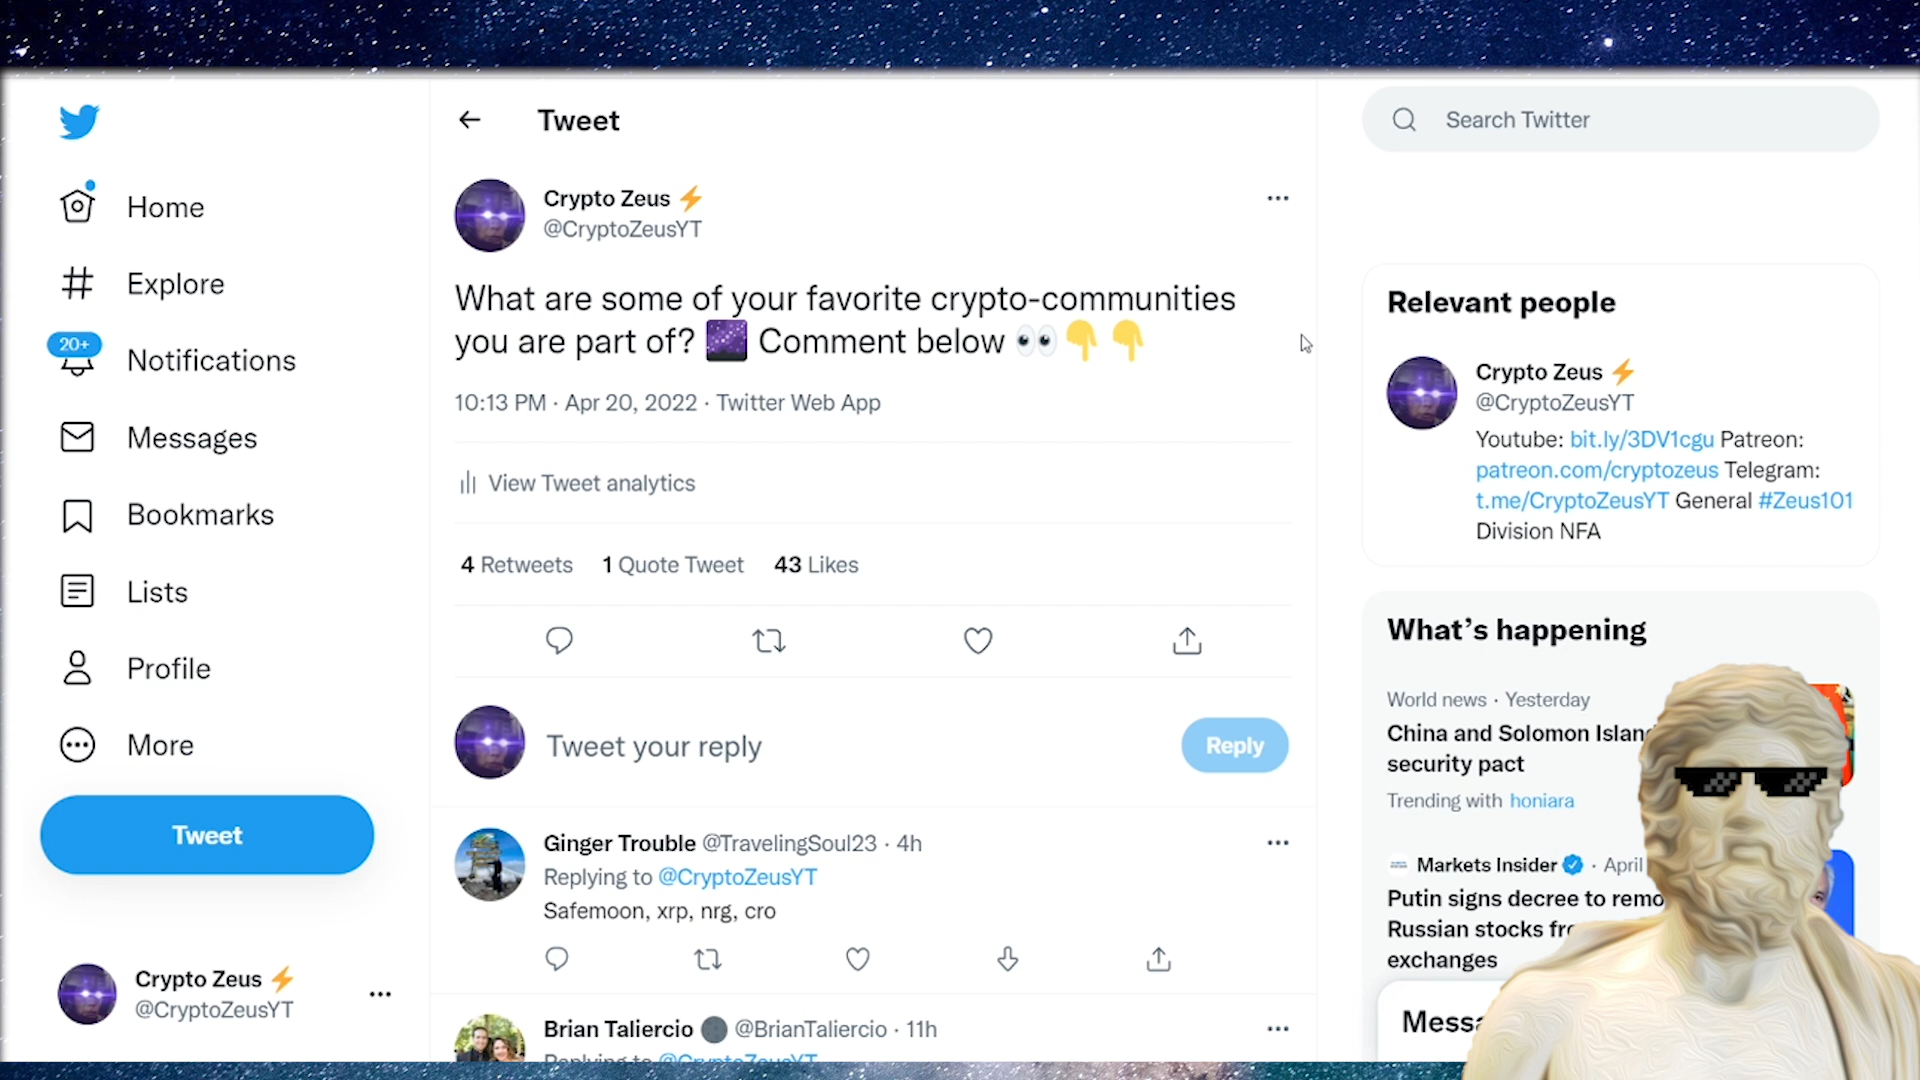 Home
Explore
20+
Notifications
Messages
Bookmarks
Lists
Profile
More
Tweet
Crypto Zeus ⚡
@CryptoZeusYT
Tweet
Crypto Zeus ⚡
@CryptoZeusYT
What are some of your favorite crypto-communities
you are part of? 🌌 Comment below 👀👇👇
10:13 PM · Apr 20, 2022 · Twitter Web App
View Tweet analytics
4 Retweets 1 Quote Tweet 43 Likes
Tweet your reply
Reply
Ginger Trouble @TravelingSoul23 · 4h
Replying to @CryptoZeusYT
Safemoon, xrp, nrg, cro
Brian Taliercio 🌑 @BrianTaliercio · 11h
Replying to @CryptoZeusYT
Search Twitter
Relevant people
Crypto Zeus ⚡
@CryptoZeusYT
Youtube: bit.ly/3DV1cgu Patreon:
patreon.com/cryptozeus Telegram:
t.me/CryptoZeusYT General #Zeus101
Division NFA
What's happening
World news · Yesterday
China and Solomon Islan
security pact
Trending with honiara
Markets Insider · April
Putin signs decree to remo
Russian stocks fr
exchanges
Mess